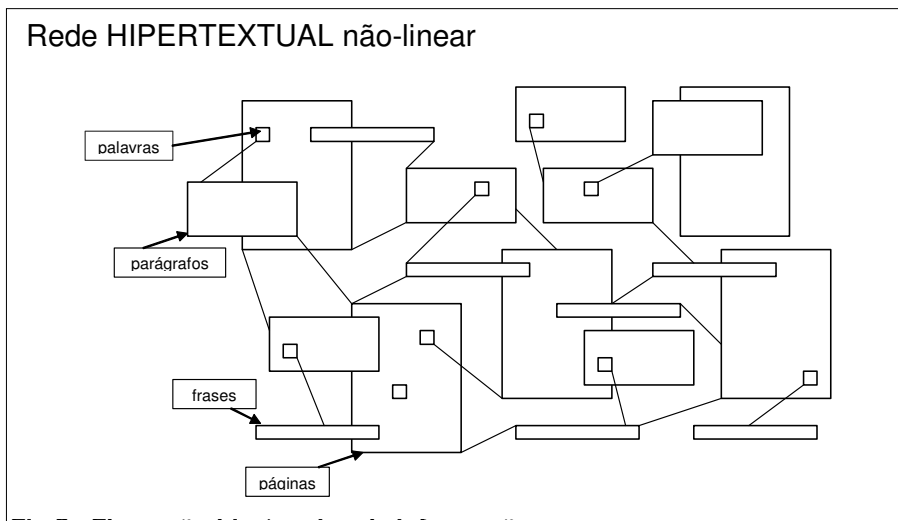 Rede HIPERTEXTUAL não-linear
palavras
parágrafos
frases
páginas